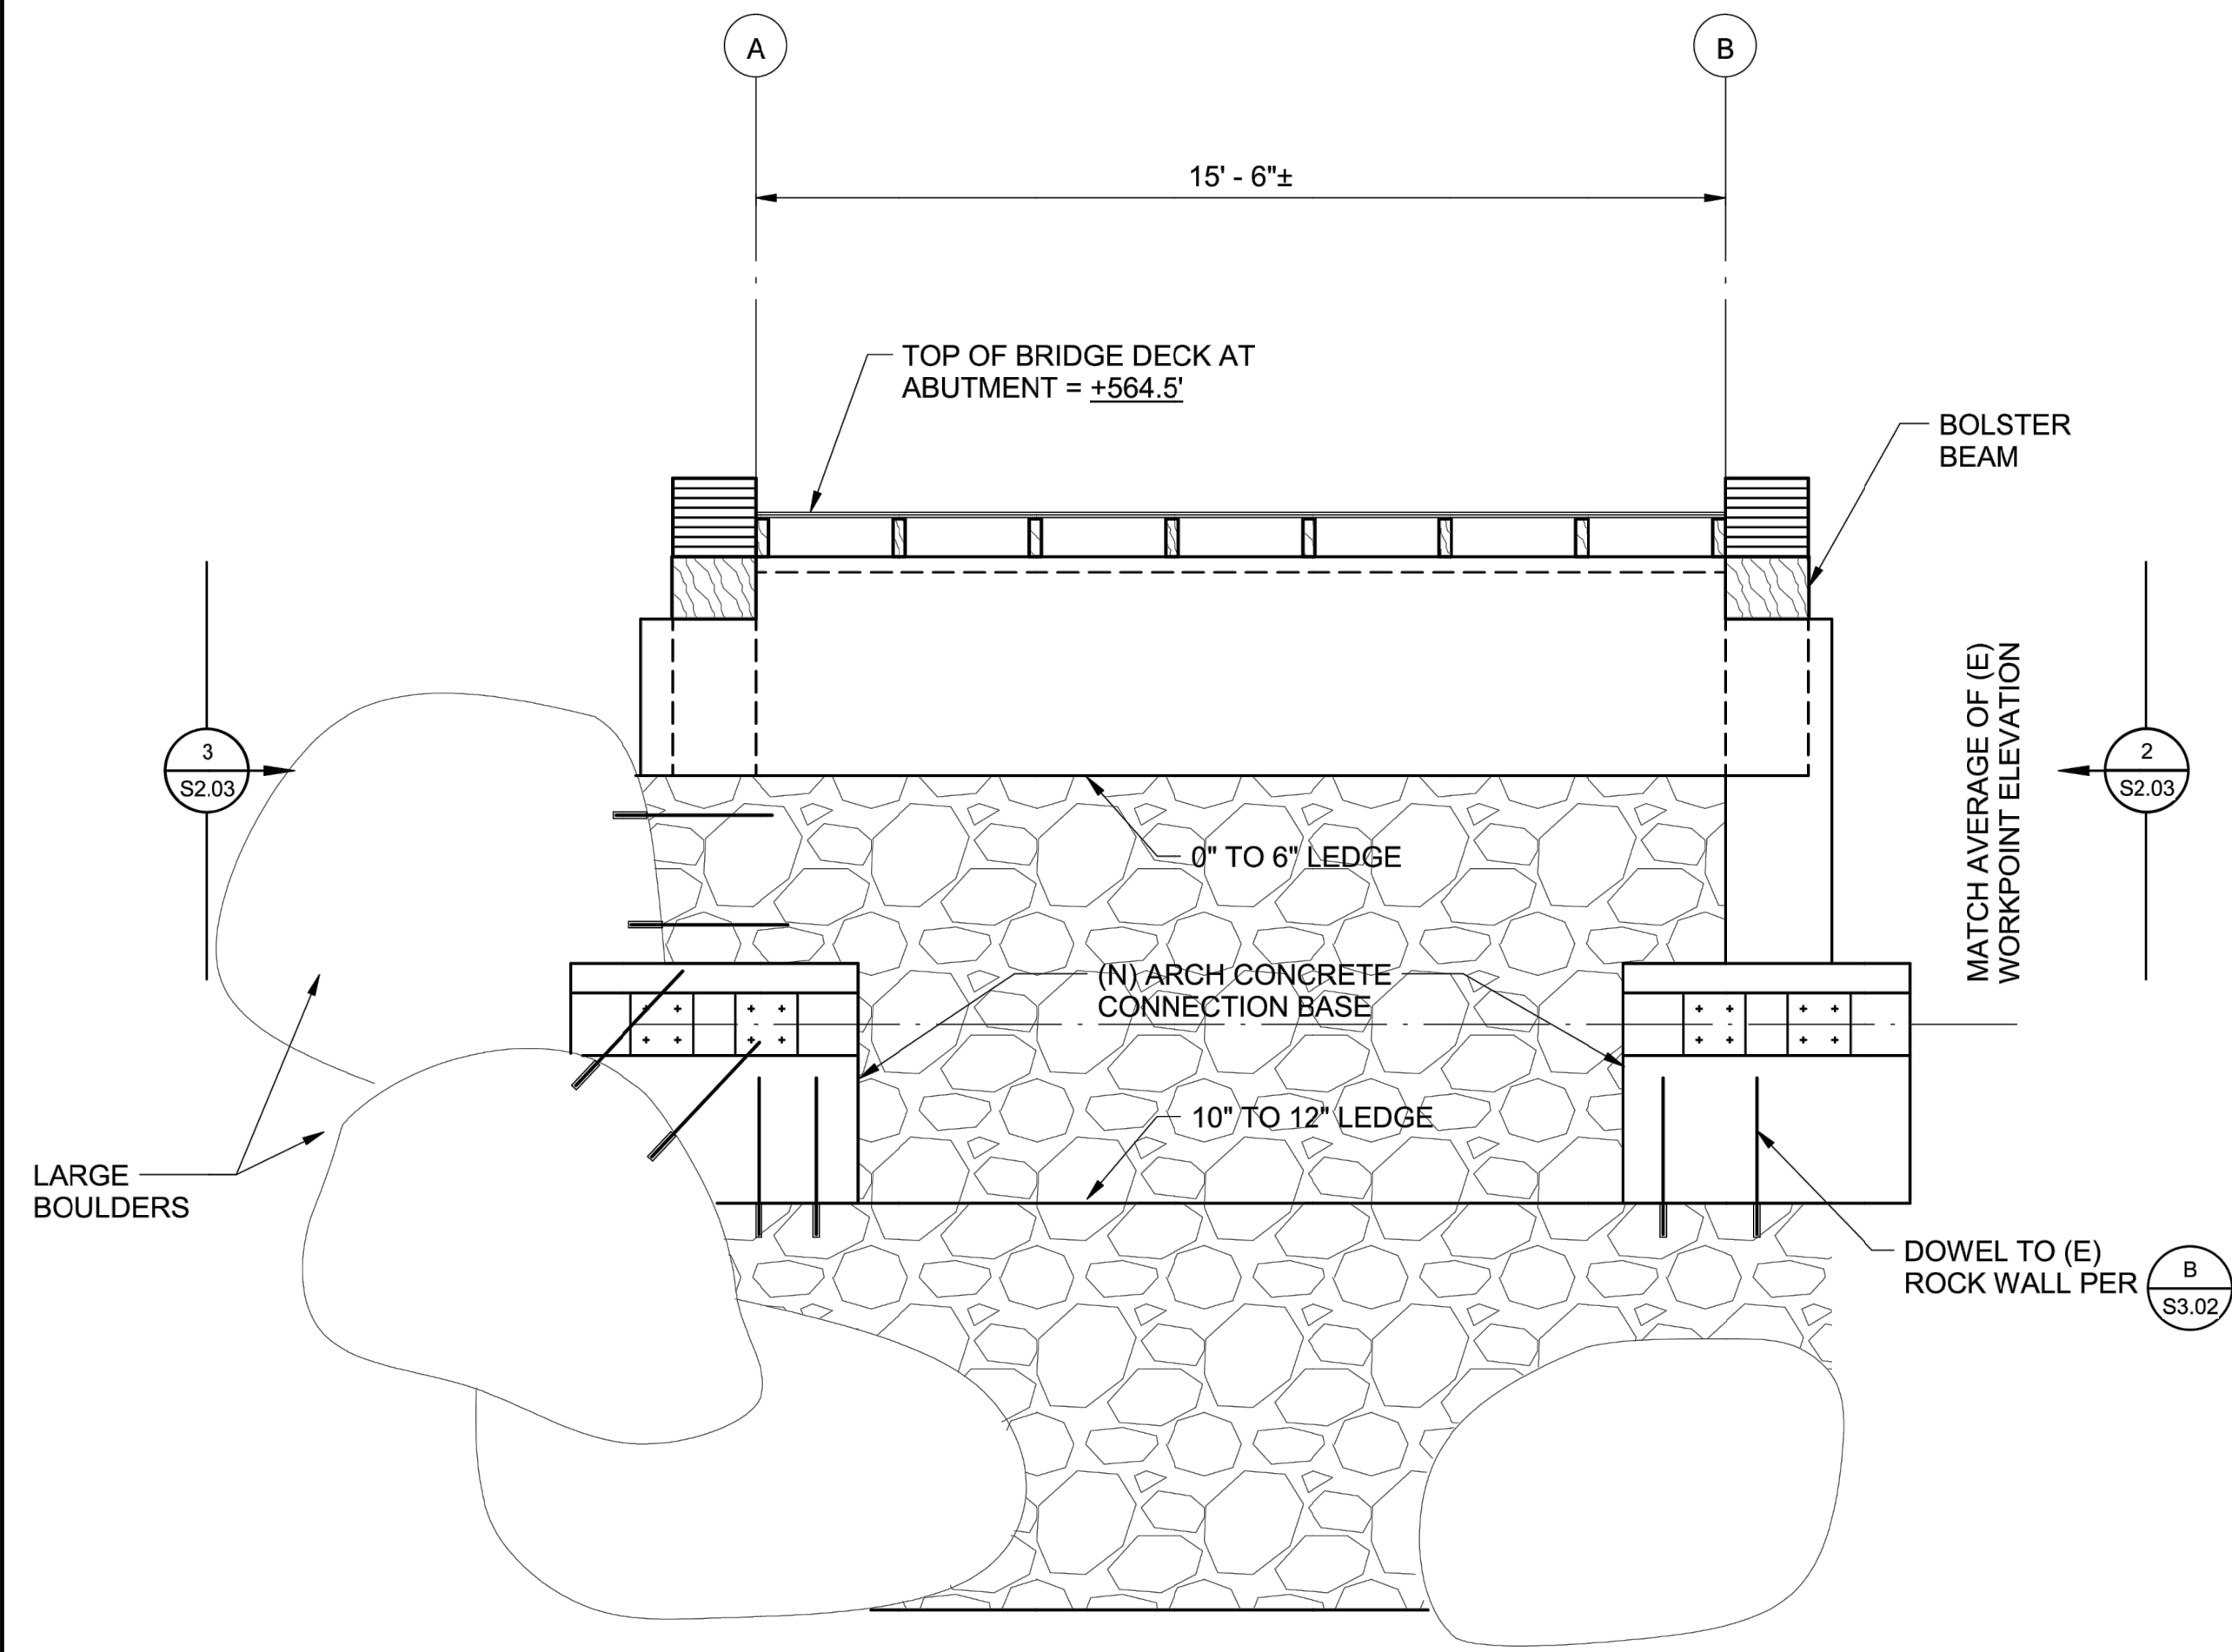 A
B
15' - 6"±
TOP OF BRIDGE DECK AT
ABUTMENT = +564.5'
BOLSTER
BEAM
3
S2.03
MATCH AVERAGE OF (E)
WORKPOINT ELEVATION
2
S2.03
0" TO 6" LEDGE
(N) ARCH CONCRETE
CONNECTION BASE
10" TO 12" LEDGE
LARGE
BOULDERS
DOWEL TO (E)
ROCK WALL PER
B
S3.02